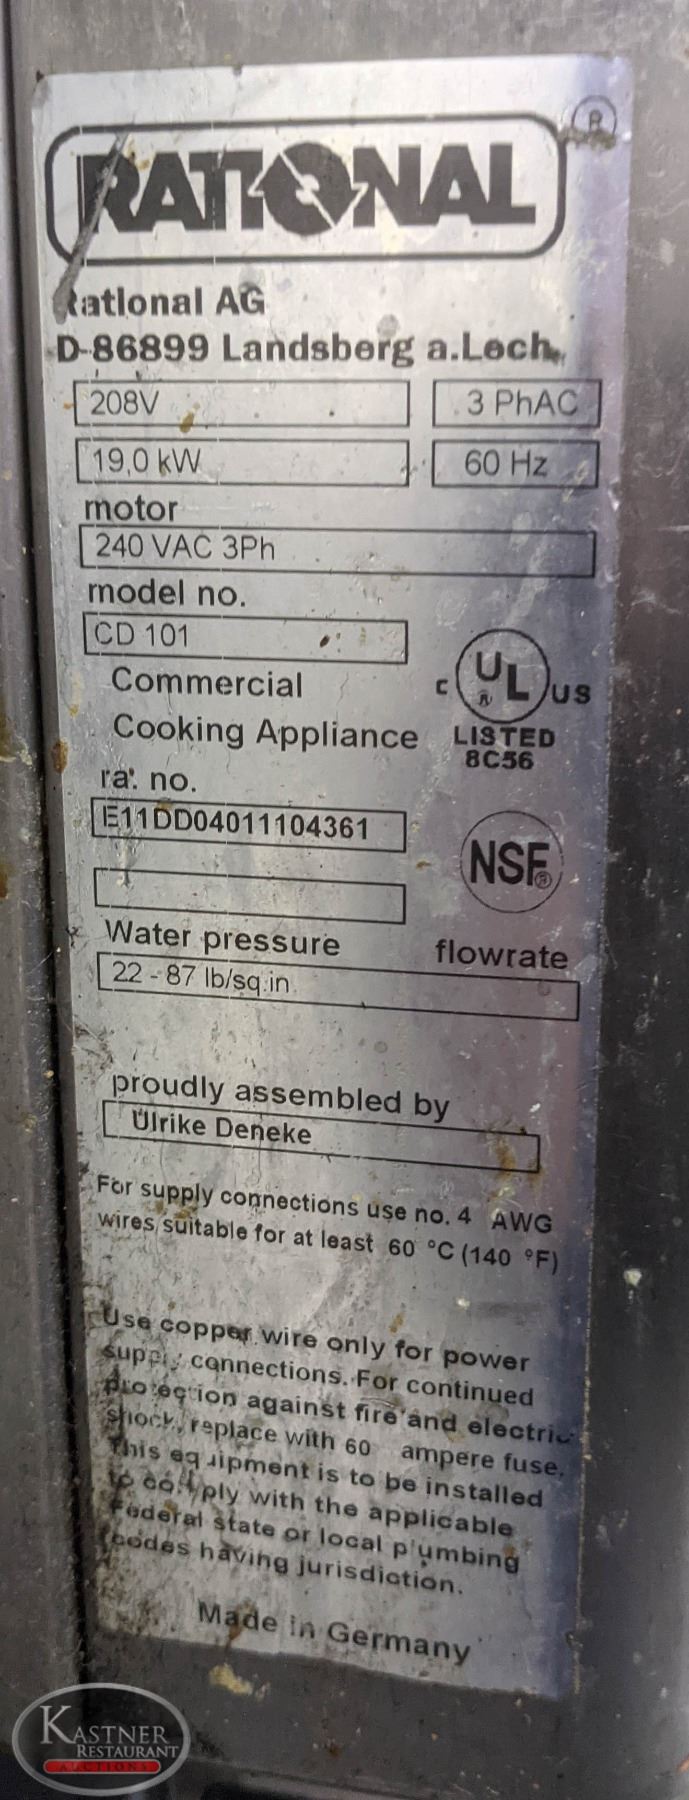 RATIONAL ®
Rational AG
D-86899 Landsberg a.Lech.
208V 3 PhAC
19,0 kW 60 Hz
motor
240 VAC 3Ph
model no.
CD 101
Commercial
Cooking Appliance
C UL ® US
LISTED
8C56
ra. no.
E11DD04011104361
NSF ®
Water pressure flowrate
22 - 87 lb/sq.in.
proudly assembled by
Ulrike Deneke
For supply connections use no. 4 AWG
wires suitable for at least 60 °C (140 °F)
Use copper wire only for power
supply connections. For continued
protection against fire and electric
shock, replace with 60 ampere fuse.
This equipment is to be installed
to comply with the applicable
Federal state or local plumbing
codes having jurisdiction.
Made in Germany
KASTNER
RESTAURANT
AUCTIONS